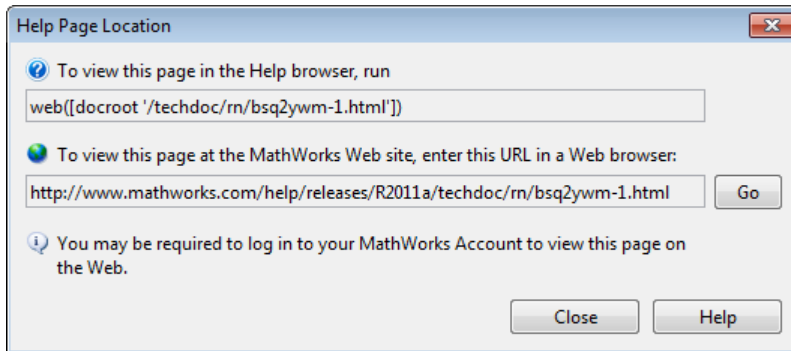 Help Page Location
To view this page in the Help browser, run
web([docroot '/techdoc/rn/bsq2ywm-1.html'])
To view this page at the MathWorks Web site, enter this URL in a Web browser:
http://www.mathworks.com/help/releases/R2011a/techdoc/rn/bsq2ywm-1.html
Go
You may be required to log in to your MathWorks Account to view this page on
the Web.
Close
Help